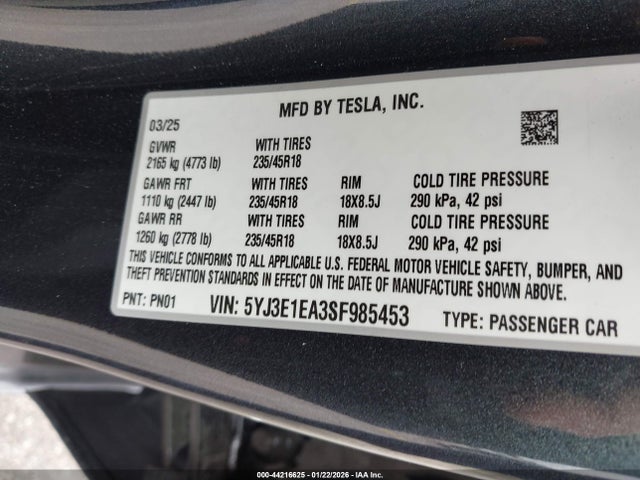 MFD BY TESLA, INC.
03/25
GVWR WITH TIRES
2165 kg (4773 lb) 235/45R18
GAWR FRT WITH TIRES RIM COLD TIRE PRESSURE
1110 kg (2447 lb) 235/45R18 18X8.5J 290 kPa, 42 psi
GAWR RR WITH TIRES RIM COLD TIRE PRESSURE
1260 kg (2778 lb) 235/45R18 18X8.5J 290 kPa, 42 psi
THIS VEHICLE CONFORMS TO ALL APPLICABLE U.S. FEDERAL MOTOR VEHICLE SAFETY, BUMPER, AND
THEFT PREVENTION STANDARDS IN EFFECT ON THE DATE OF MANUFACTURE SHOWN ABOVE.
PNT: PN01 VIN: 5YJ3E1EA3SF985453 TYPE: PASSENGER CAR
000-44216625 - 01/22/2026 - IAA Inc.